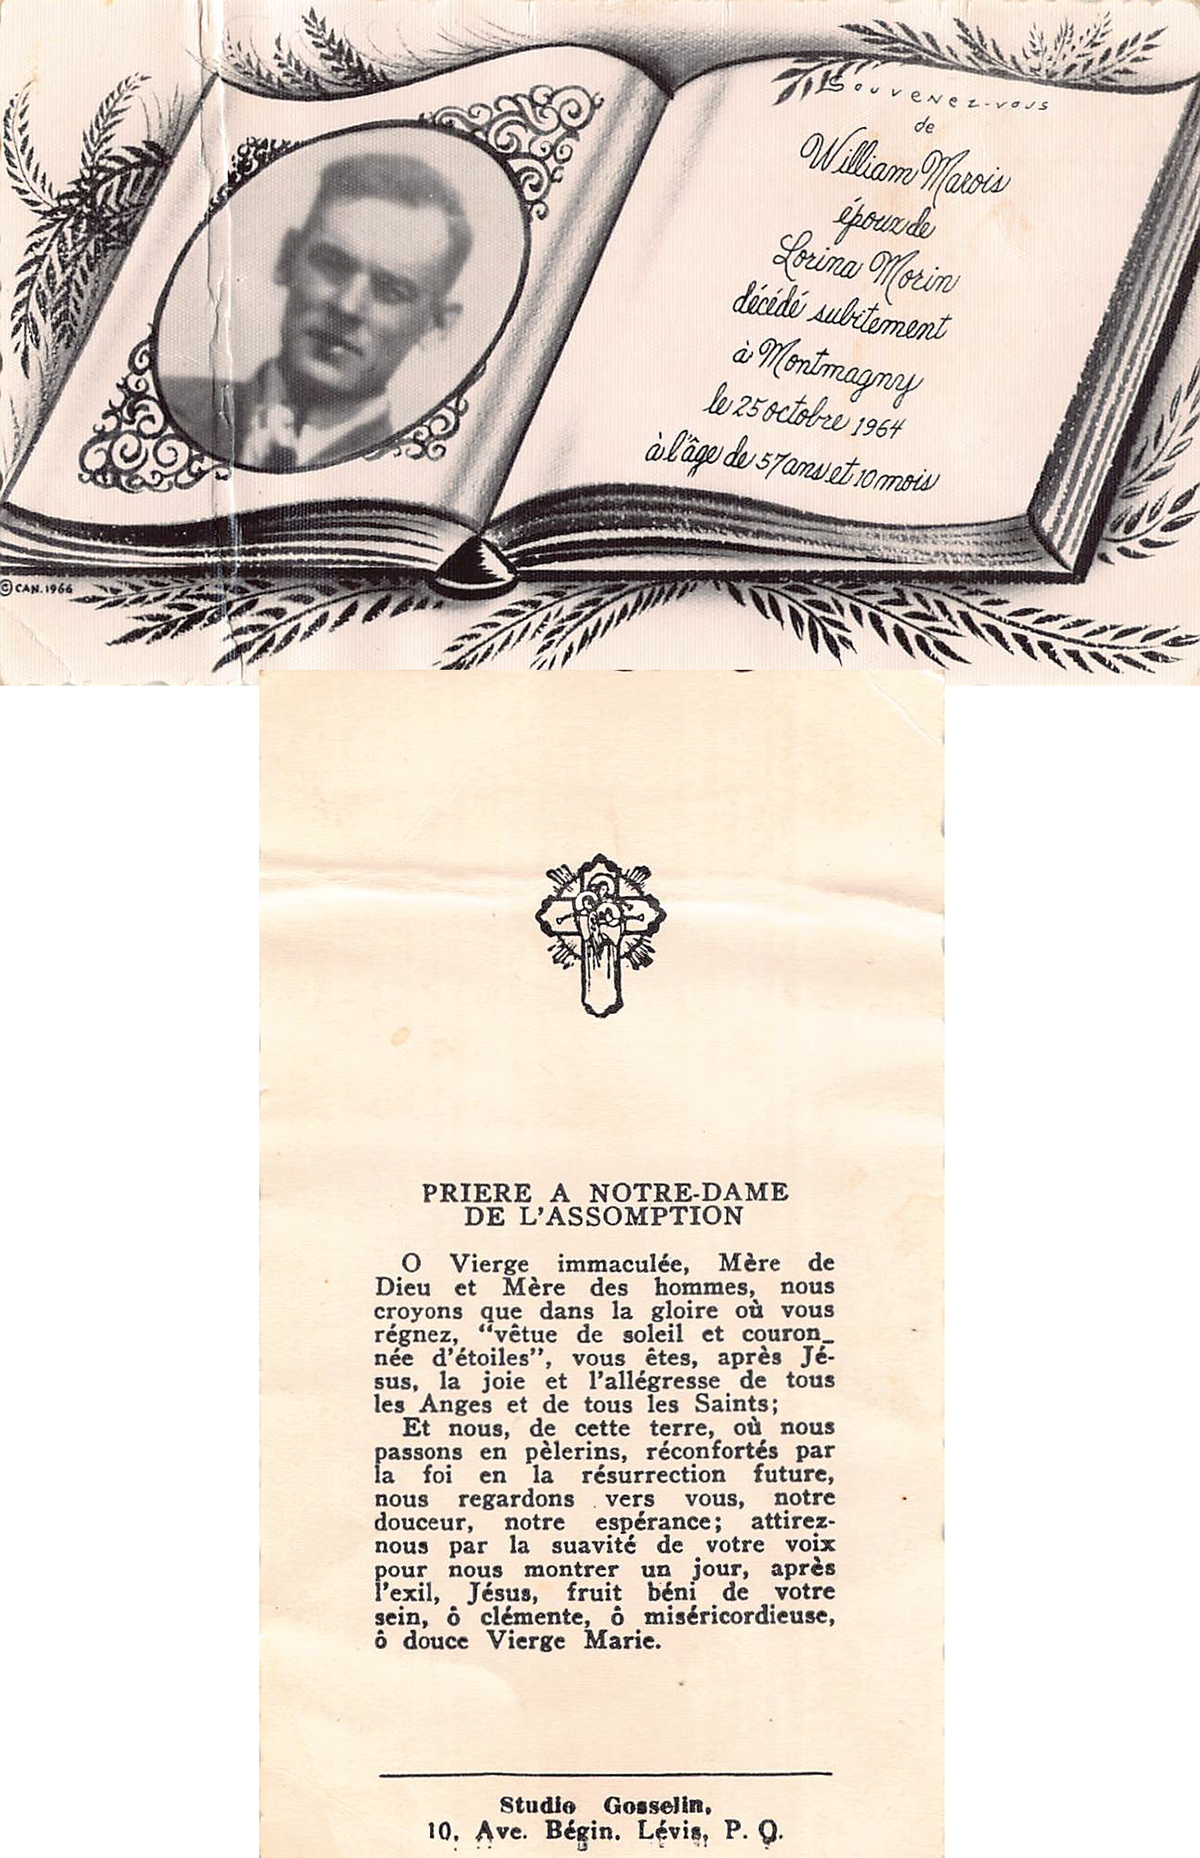 Souvenez-vous
de
William Marois
époux de
Lorina Morin
décédé subitement
à Montmagny
le 25 octobre 1964
à l'âge de 57 ans et 10 mois
© CAN. 1966
PRIERE A NOTRE-DAME
DE L'ASSOMPTION
O Vierge immaculée, Mère de
Dieu et Mère des hommes, nous
croyons que dans la gloire où vous
régnez, "vêtue de soleil et couron_
née d'étoiles", vous êtes, après Jé-
sus, la joie et l'allégresse de tous
les Anges et de tous les Saints;
Et nous, de cette terre, où nous
passons en pèlerins, réconfortés par
la foi en la résurrection future,
nous regardons vers vous, notre
douceur, notre espérance; attirez-
nous par la suavité de votre voix
pour nous montrer un jour, après
l'exil, Jésus, fruit béni de votre
sein, ô clémente, ô miséricordieuse,
ô douce Vierge Marie.
Studio Gosselin,
10, Ave. Bégin. Lévis, P. Q.